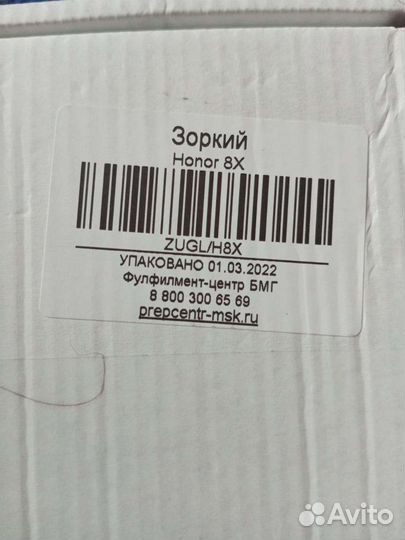 Зоркий
Honor 8X
ZUGL/H8X
УПАКОВАНО 01.03.2022
Фулфилмент-центр БМГ
8 800 300 65 69
prepcentr-msk.ru
Avito